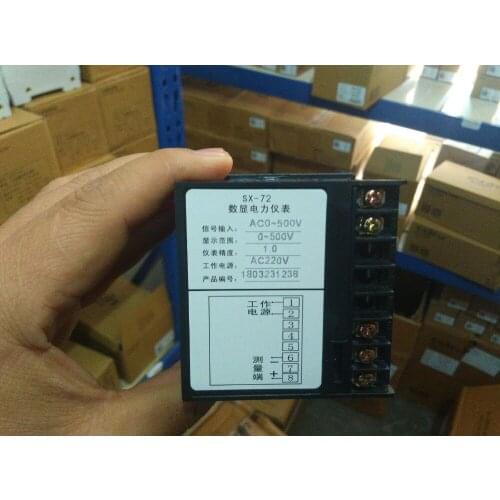 SX-72
数显电力仪表
信号输入: AC0~500V
显示范围: 0~500V
仪表精度: 1.0
工作电源: AC220V
产品编号: 1803231238
工作 1
电源 2
3
4
5
测 — 6
量 7
端 + 8